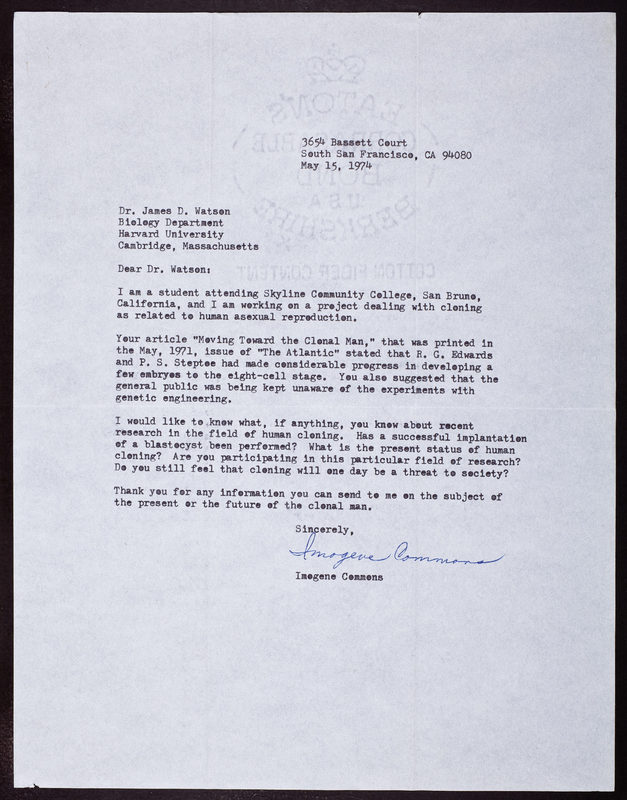 3654 Bassett Court
South San Francisco, CA 94080
May 15, 1974
Dr. James D. Watson
Biology Department
Harvard University
Cambridge, Massachusetts
Dear Dr. Watson:
I am a student attending Skyline Community College, San Bruno,
California, and I am working on a project dealing with cloning
as related to human asexual reproduction.
Your article "Moving Toward the Clonal Man," that was printed in
the May, 1971, issue of "The Atlantic" stated that R. G. Edwards
and P. S. Steptoe had made considerable progress in developing a
few embryos to the eight-cell stage. You also suggested that the
general public was being kept unaware of the experiments with
genetic engineering.
I would like to know what, if anything, you know about recent
research in the field of human cloning. Has a successful implantation
of a blastocyst been performed? What is the present status of human
cloning? Are you participating in this particular field of research?
Do you still feel that cloning will one day be a threat to society?
Thank you for any information you can send to me on the subject of
the present or the future of the clonal man.
Sincerely,
Imogene Commons
Imogene Commons
EATON'S
BOND
USA
BERKSHIRE
COTTON FIBER CONTENT